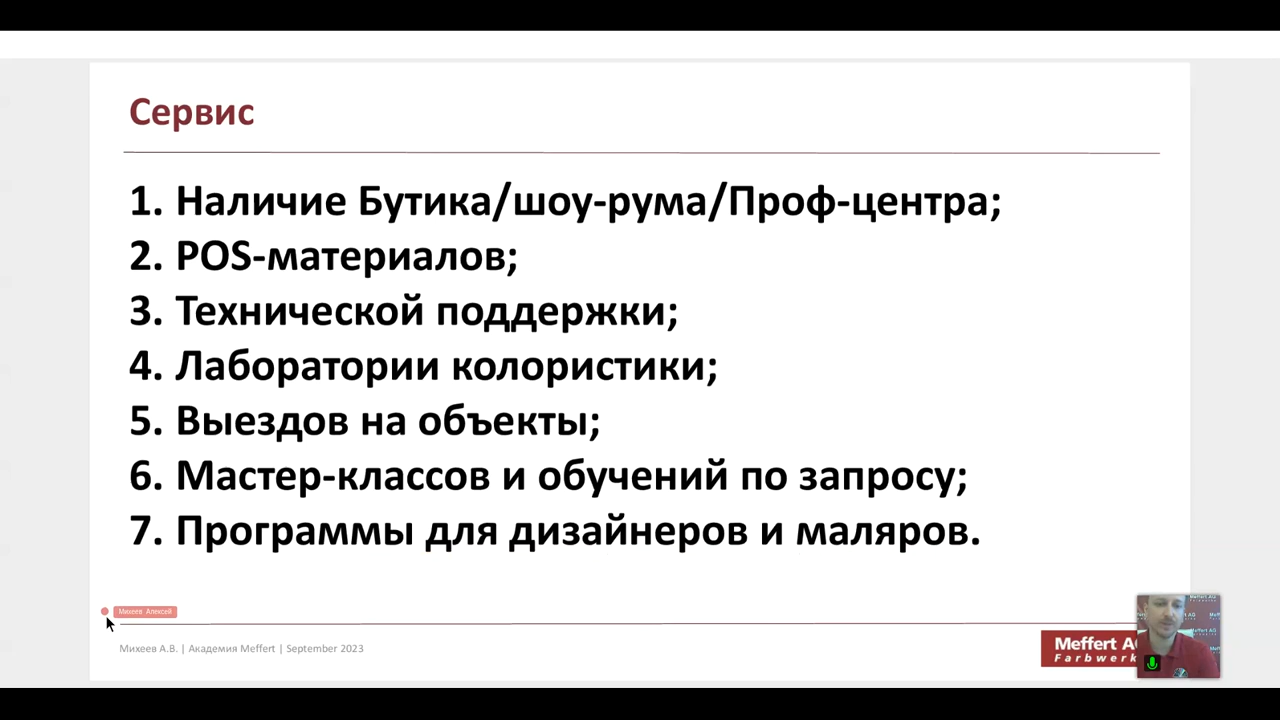 Сервис
1. Наличие Бутика/шоу-рума/Проф-центра;
2. POS-материалов;
3. Технической поддержки;
4. Лаборатории колористики;
5. Выездов на объекты;
6. Мастер-классов и обучений по запросу;
7. Программы для дизайнеров и маляров.
Михеев Алексей
Михеев А.В. | Академия Meffert | September 2023
Meffert
Farbwerk
Meffert AG